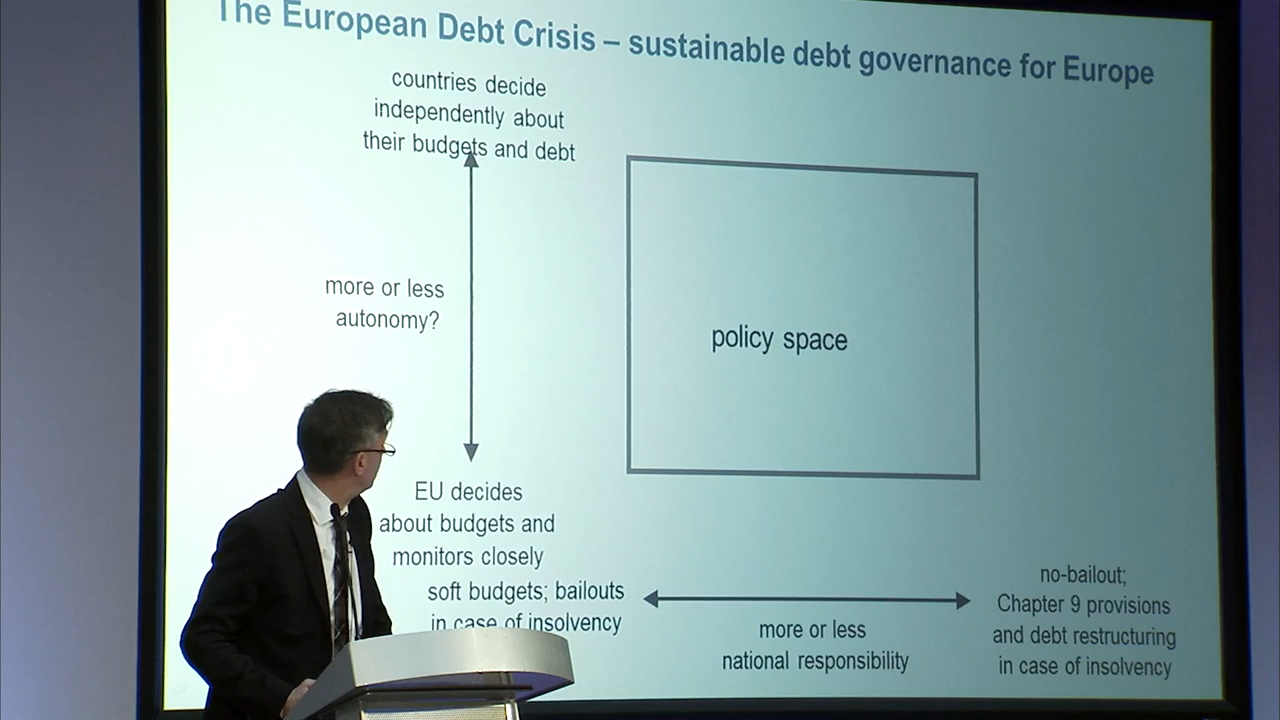 The European Debt Crisis – sustainable debt governance for Europe
countries decide
independently about
their budgets and debt
more or less
autonomy?
policy space
EU decides
about budgets and
monitors closely
soft budgets; bailouts
in case of insolvency
more or less
national responsibility
no-bailout;
Chapter 9 provisions
and debt restructuring
in case of insolvency